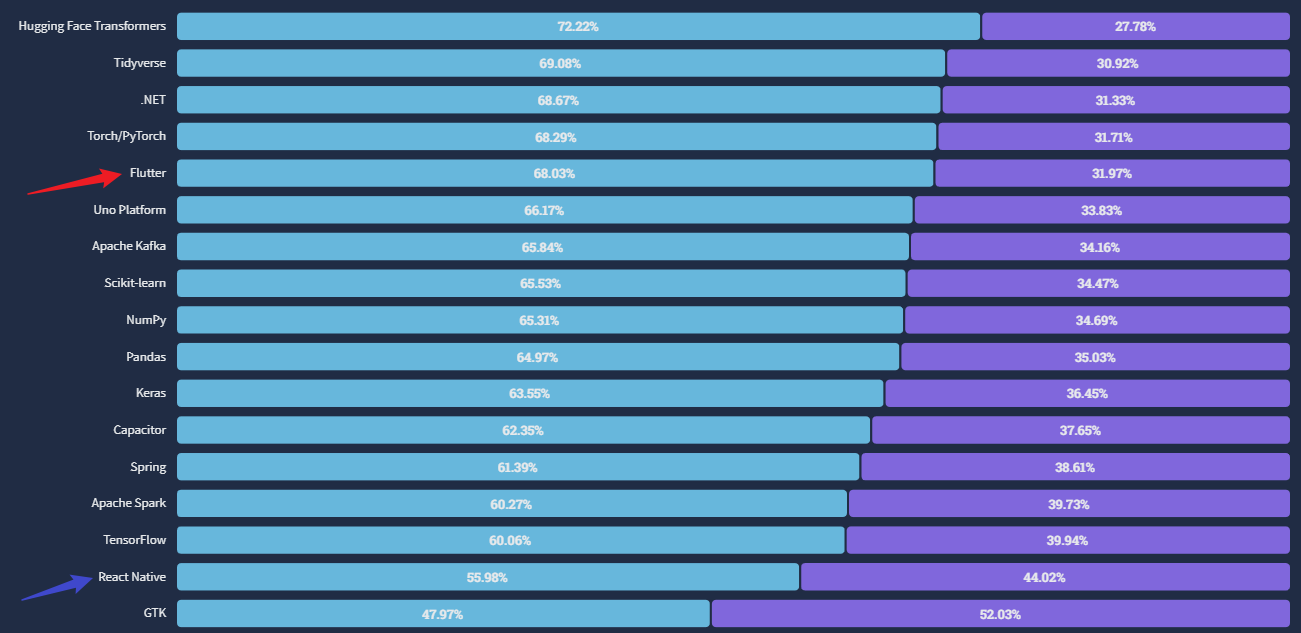 Hugging Face Transformers 72.22% 27.78%
Tidyverse 69.08% 30.92%
.NET 68.67% 31.33%
Torch/PyTorch 68.29% 31.71%
Flutter 68.03% 31.97%
Uno Platform 66.17% 33.83%
Apache Kafka 65.84% 34.16%
Scikit-learn 65.53% 34.47%
NumPy 65.31% 34.69%
Pandas 64.97% 35.03%
Keras 63.55% 36.45%
Capacitor 62.35% 37.65%
Spring 61.39% 38.61%
Apache Spark 60.27% 39.73%
TensorFlow 60.06% 39.94%
React Native 55.98% 44.02%
GTK 47.97% 52.03%